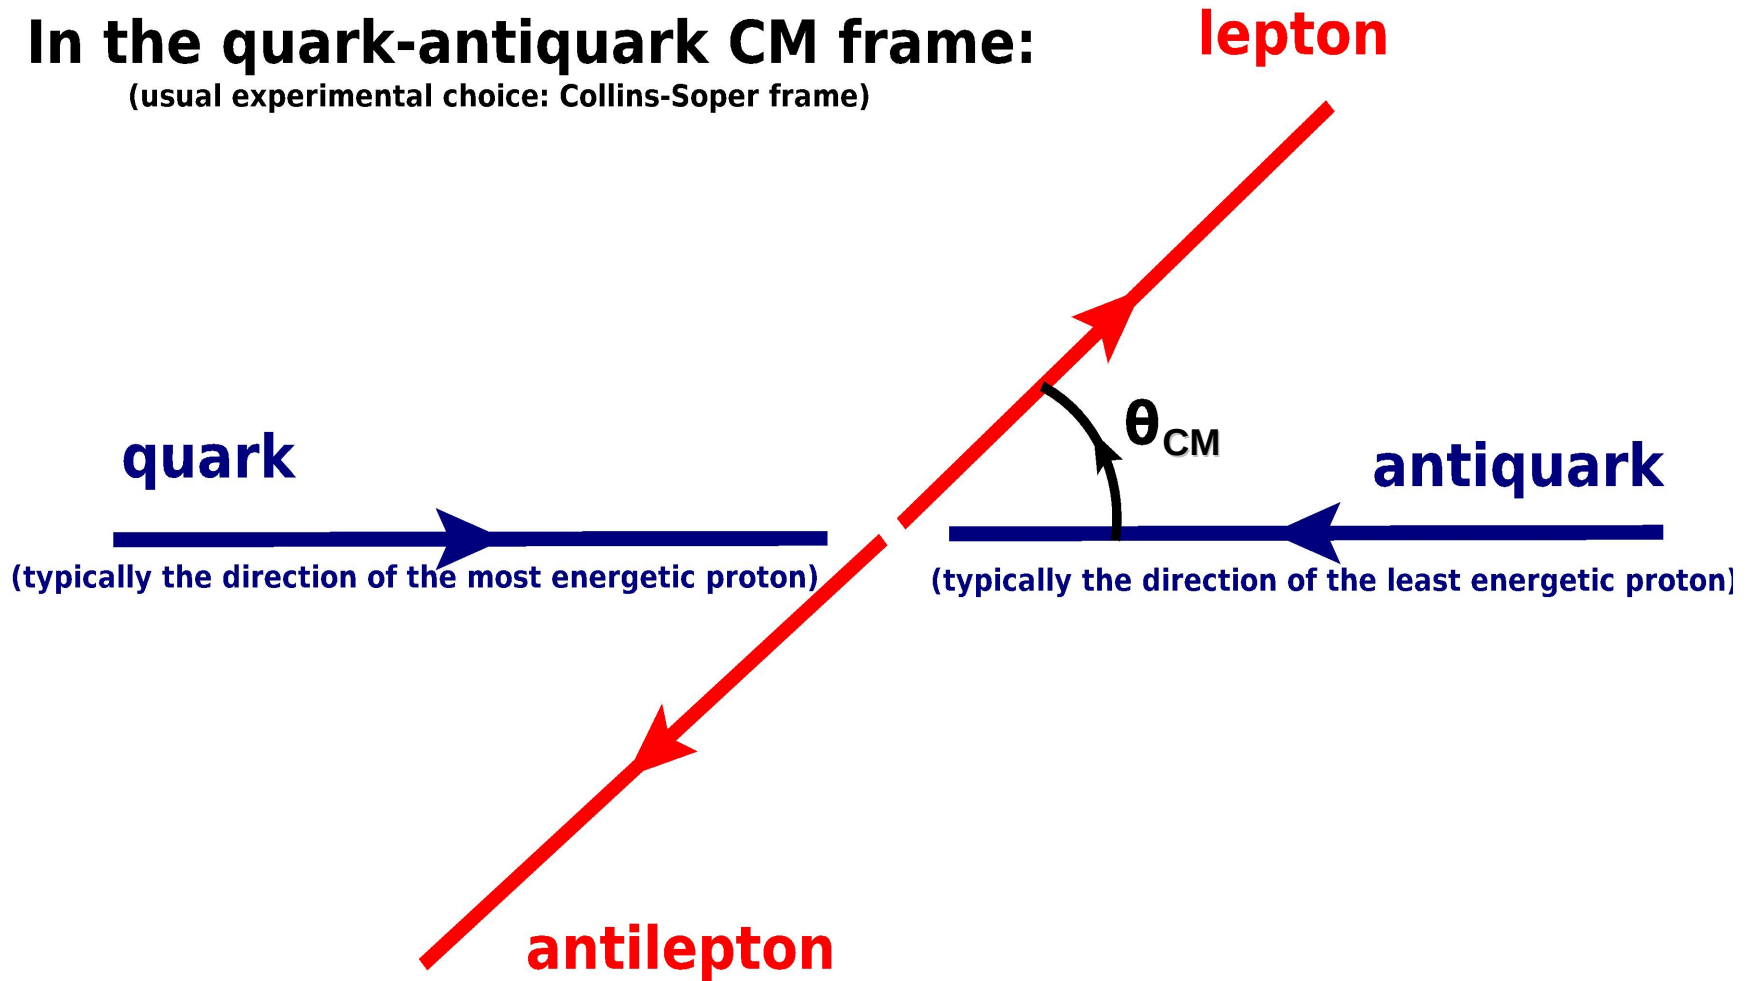 In the quark-antiquark CM frame:
(usual experimental choice: Collins-Soper frame)
lepton
θCM
quark
antiquark
(typically the direction of the most energetic proton)
(typically the direction of the least energetic proton)
antilepton